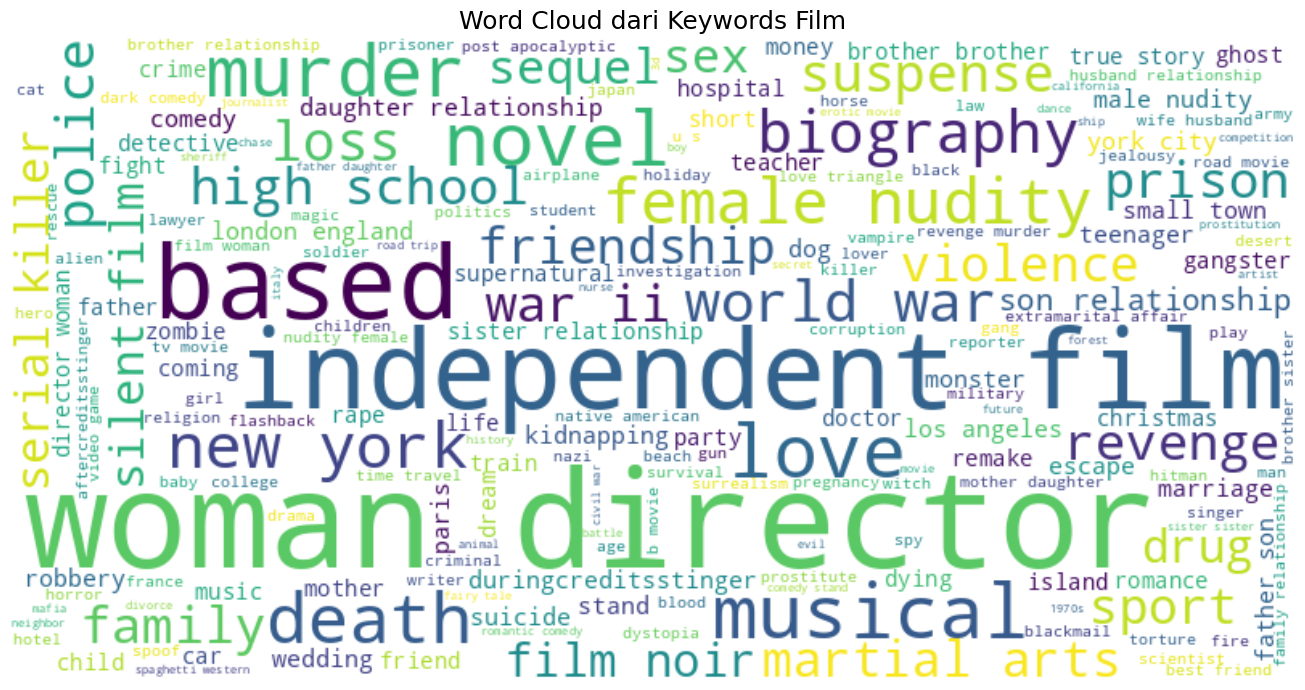 Word Cloud dari Keywords Film
brother relationship
prisoner
post apocalyptic
sex
money
brother brother
true story
ghost
crime
murder
sequel
3d
suspense
husband relationship
cat
dark comedy
journalist
japan
hospital
california
police
comedy
daughter relationship
short
horse
erotic movie
law
dance
male nudity
army
ship
detective
chase
loss
novel
u s
boy
biography
wife husband
york city
competition
fight
sheriff
father daughter
airplane
teacher
holiday
love triangle
black
jealousy
road movie
prison
serial killer
rescue
silent film
high school
female nudity
small town
lawyer
magic
politics
student
london england
vampire
revenge murder
teenager
prostitution
film woman
soldier
road trip
friendship
dog
lover
desert
alien
based
italy
supernatural
investigation
secret
killer
violence
gangster
artist
hero
director woman
father
nurse
war ii
world war
son relationship
zombie
children
extramarital affair
tv movie
nudity female
sister relationship
corruption
gang
reporter
forest
play
aftercreditsstinger
video game
coming
independent film
monster
military
brother sister
girl
future
religion
flashback
rape
life
native american
doctor
christmas
new york
history
kidnapping
party
love
los angeles
revenge
train
nazi
beach
gun
movie
remake
escape
hitman
man
baby college
time travel
survival
surrealism
pregnancy
witch
mother daughter
marriage
woman director
drama
paris
dream
civil war
b movie
singer
sister sister
battle
animal
age
evil
spy
drug
father son
family relationship
criminal
robbery
france
horror
music
mother
writer
duringcreditsstinger
prostitute
comedy stand
dying
island
romance
mafia
divorce
fairy tale
neighbor
family
death
suicide
stand
blood
musical
1970s
sport
romantic comedy
dystopia
blackmail
torture
fire
hotel
spoof
child
car
spaghetti western
wedding
friend
film noir
martial arts
scientist
best friend